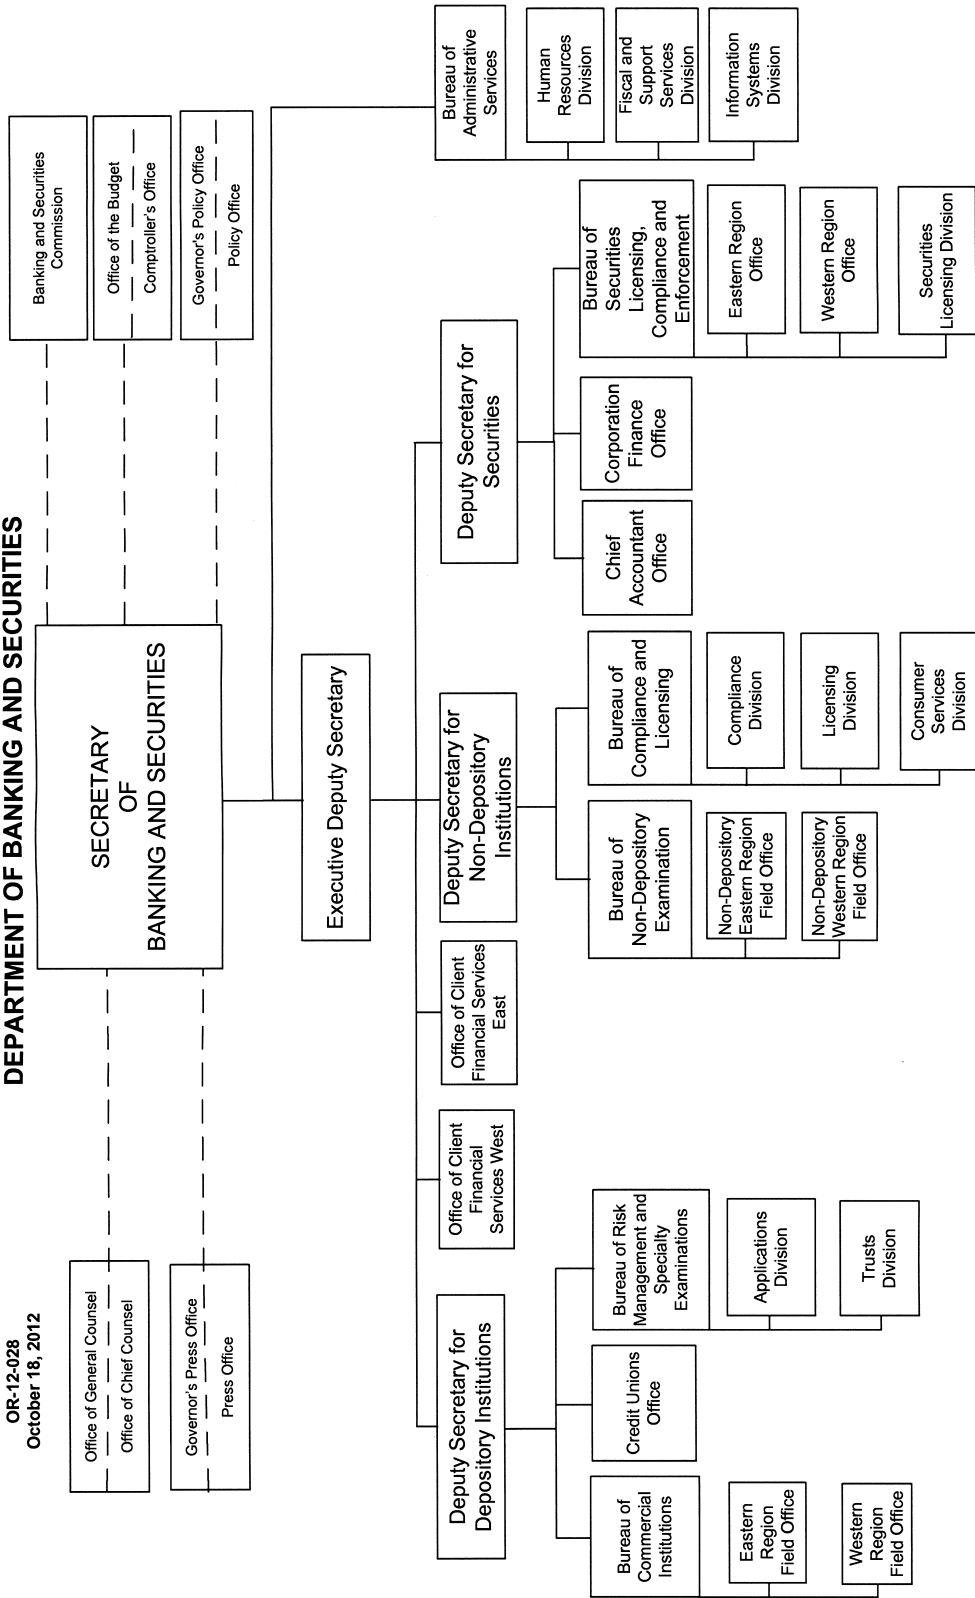 OR-12-028
October 18, 2012
DEPARTMENT OF BANKING AND SECURITIES
Office of General Counsel
Office of Chief Counsel
Governor's Press Office
Press Office
SECRETARY
OF
BANKING AND SECURITIES
Banking and Securities
Commission
Office of the Budget
Comptroller's Office
Governor's Policy Office
Policy Office
Executive Deputy Secretary
Deputy Secretary for
Depository Institutions
Office of Client
Financial
Services West
Office of Client
Financial Services
East
Deputy Secretary for
Non-Depository
Institutions
Deputy Secretary for
Securities
Bureau of
Administrative
Services
Human
Resources
Division
Fiscal and
Support
Services
Division
Information
Systems
Division
Bureau of
Commercial
Institutions
Eastern
Region
Field Office
Western
Region
Field Office
Credit Unions
Office
Bureau of Risk
Management and
Specialty
Examinations
Applications
Division
Trusts
Division
Bureau of
Non-Depository
Examination
Non-Depository
Eastern Region
Field Office
Non-Depository
Western Region
Field Office
Bureau of
Compliance and
Licensing
Compliance
Division
Licensing
Division
Consumer
Services
Division
Chief
Accountant
Office
Corporation
Finance
Office
Bureau of
Securities
Licensing,
Compliance and
Enforcement
Eastern Region
Office
Western Region
Office
Securities
Licensing Division